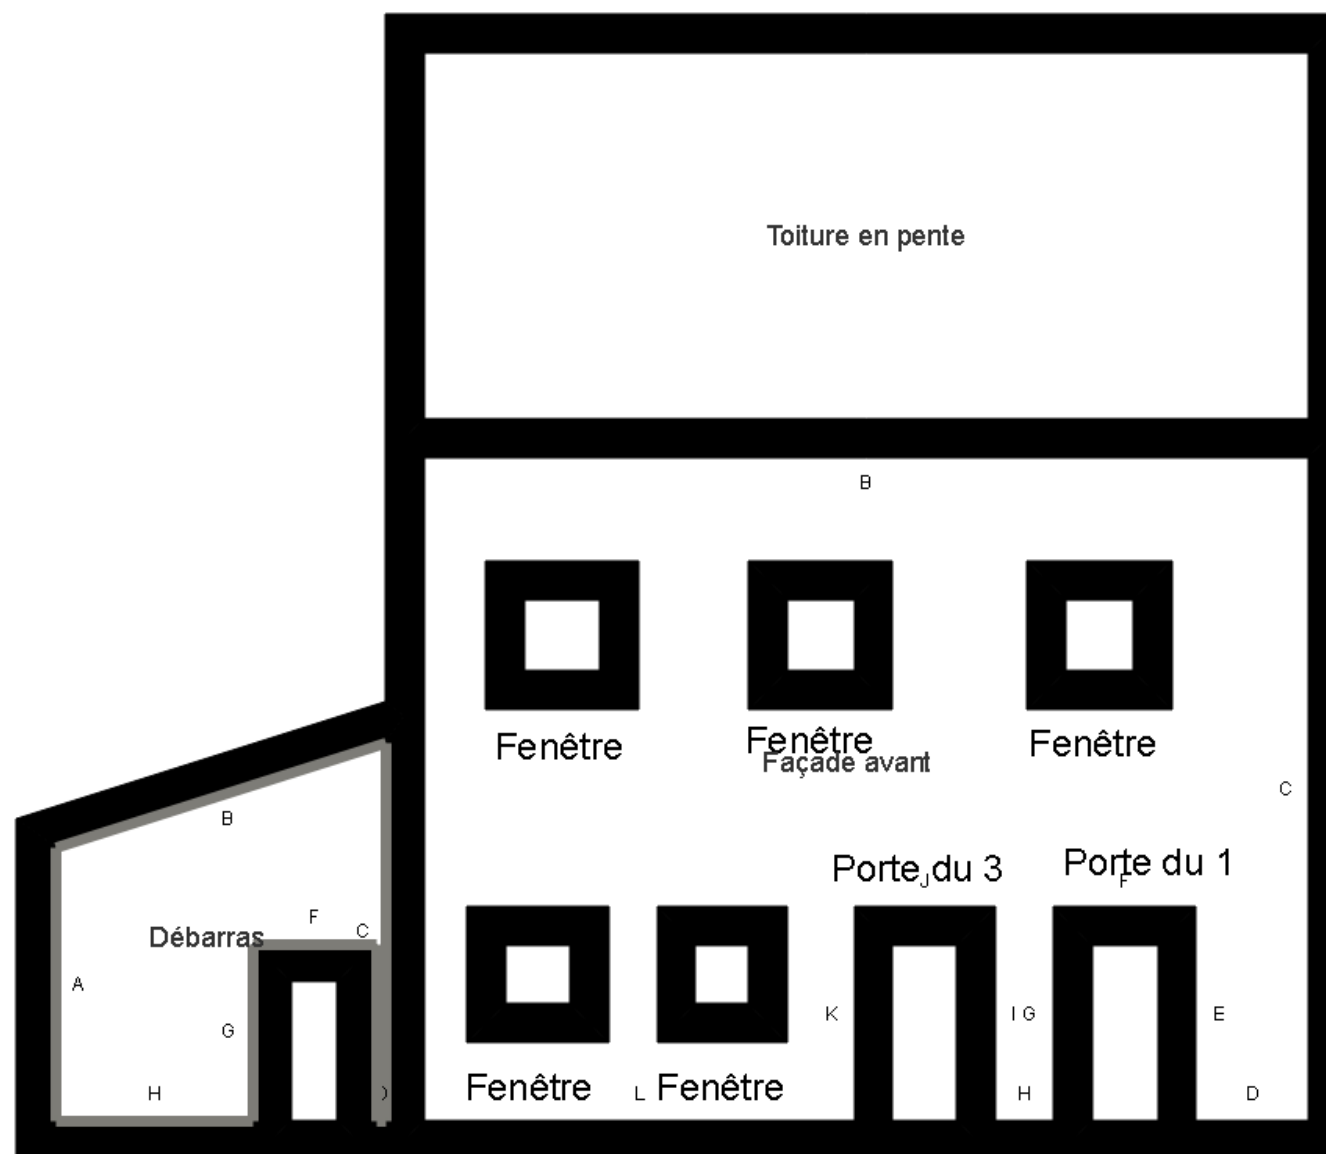 Toiture en pente
B
Fenêtre
Fenêtre
Fenêtre
Façade avant
C
B
Porte du 3
J
Porte du 1
F
F
C
Débarras
A
G
K
I G
E
H
Fenêtre
L
Fenêtre
H
D